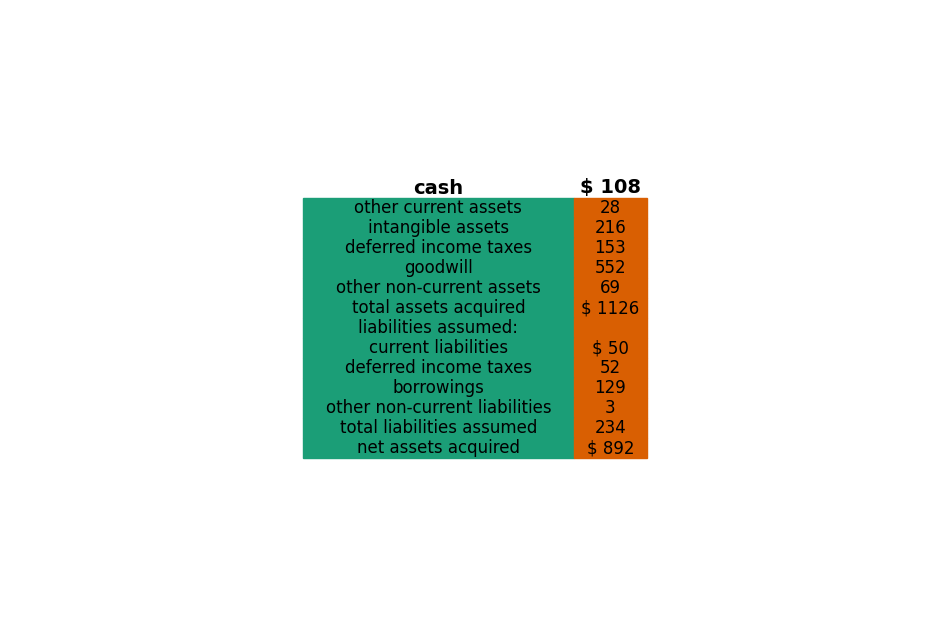 cash $ 108
other current assets 28
intangible assets 216
deferred income taxes 153
goodwill 552
other non-current assets 69
total assets acquired $ 1126
liabilities assumed:
current liabilities $ 50
deferred income taxes 52
borrowings 129
other non-current liabilities 3
total liabilities assumed 234
net assets acquired $ 892